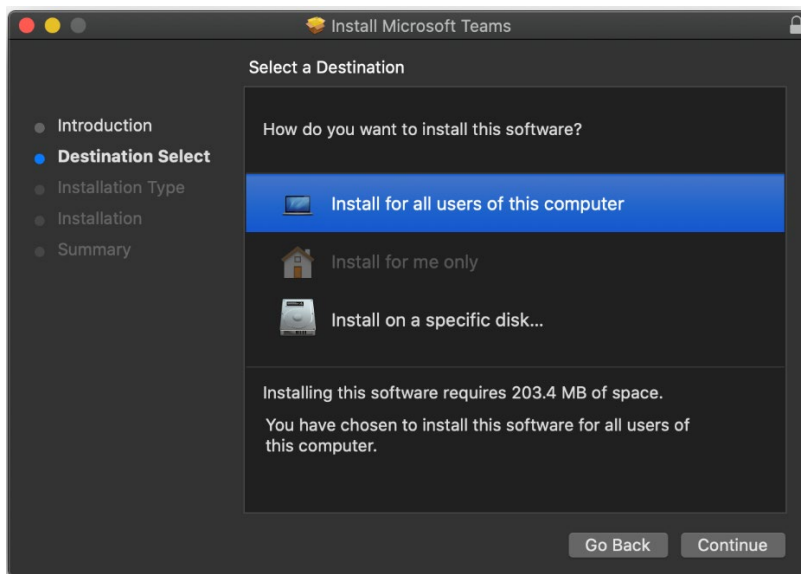 Install Microsoft Teams
Select a Destination
Introduction
Destination Select
Installation Type
Installation
Summary
How do you want to install this software?
Install for all users of this computer
Install for me only
Install on a specific disk...
Installing this software requires 203.4 MB of space.
You have chosen to install this software for all users of
this computer.
Go Back
Continue